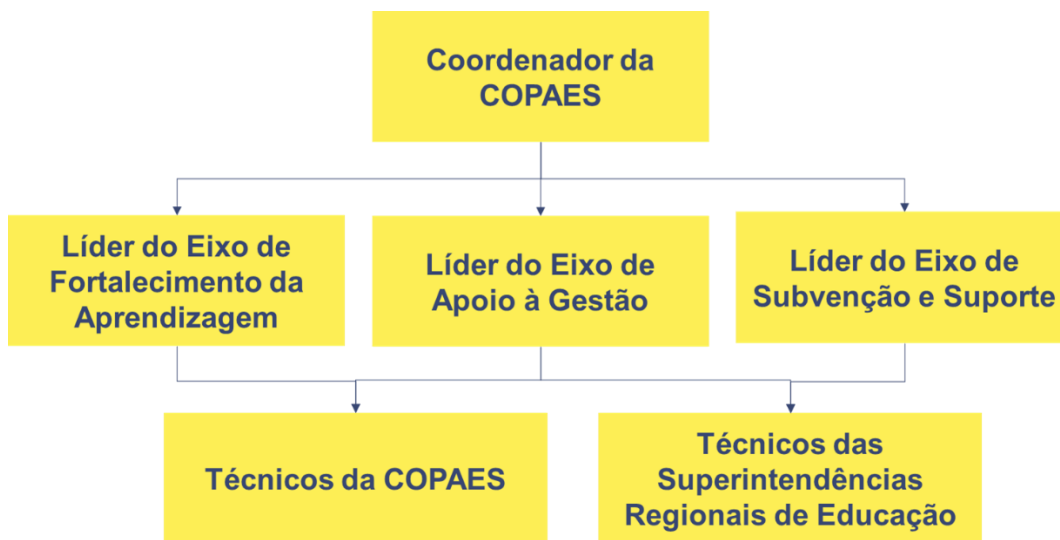 Coordenador da
COPAES
Líder do Eixo de
Fortalecimento da
Aprendizagem
Líder do Eixo de
Apoio à Gestão
Líder do Eixo de
Subvenção e Suporte
Técnicos da COPAES
Técnicos das
Superintendências
Regionais de Educação